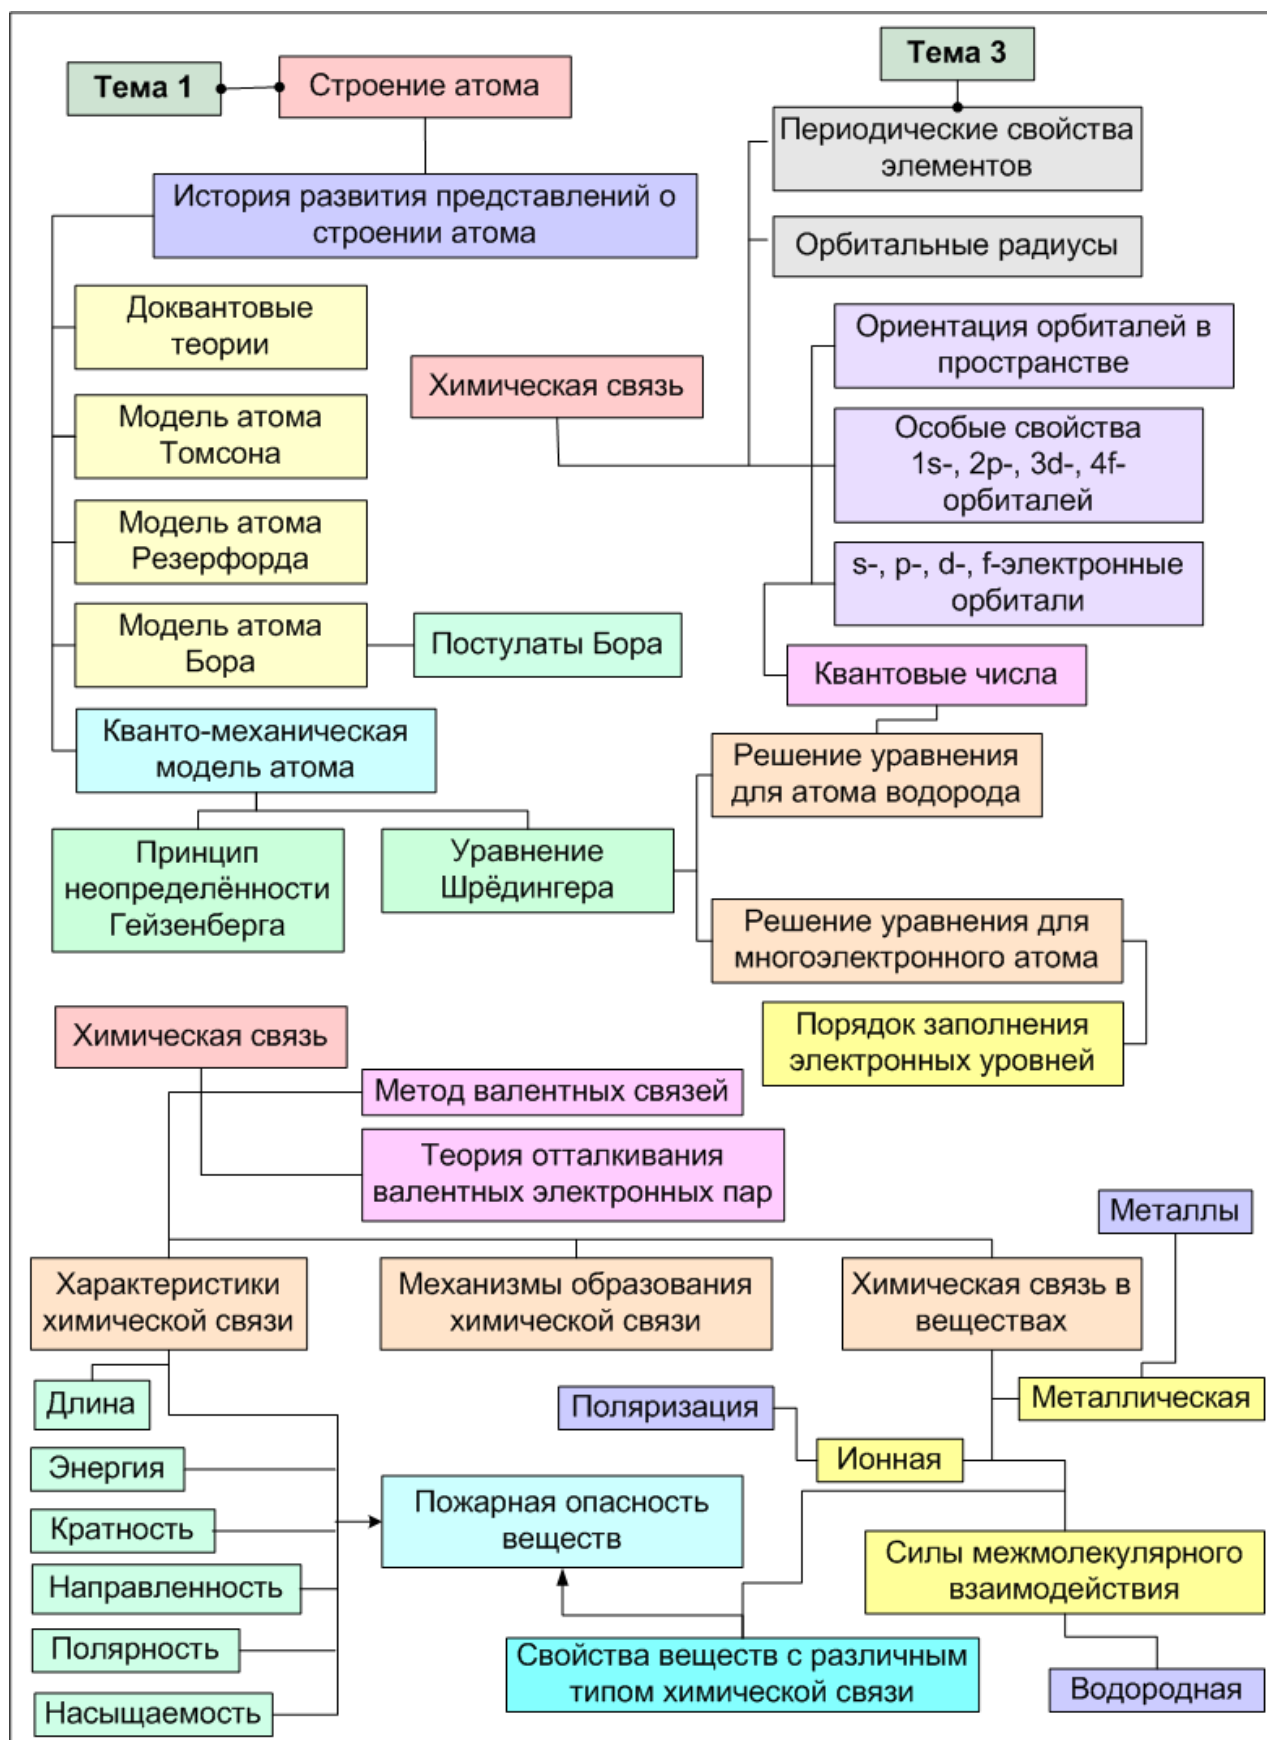 Тема 1
Строение атома
Тема 3
Периодические свойства
элементов
История развития представлений о
строении атома
Орбитальные радиусы
Доквантовые
теории
Ориентация орбиталей в
пространстве
Химическая связь
Модель атома
Томсона
Особые свойства
1s-, 2p-, 3d-, 4f-
орбиталей
Модель атома
Резерфорда
s-, p-, d-, f-электронные
орбитали
Модель атома
Бора
Постулаты Бора
Квантовые числа
Кванто-механическая
модель атома
Решение уравнения
для атома водорода
Принцип
неопределённости
Гейзенберга
Уравнение
Шрёдингера
Решение уравнения для
многоэлектронного атома
Химическая связь
Порядок заполнения
электронных уровней
Метод валентных связей
Теория отталкивания
валентных электронных пар
Металлы
Характеристики
химической связи
Механизмы образования
химической связи
Химическая связь в
веществах
Длина
Поляризация
Металлическая
Энергия
Ионная
Пожарная опасность
веществ
Кратность
Силы межмолекулярного
взаимодействия
Направленность
Полярность
Свойства веществ с различным
типом химической связи
Водородная
Насыщаемость